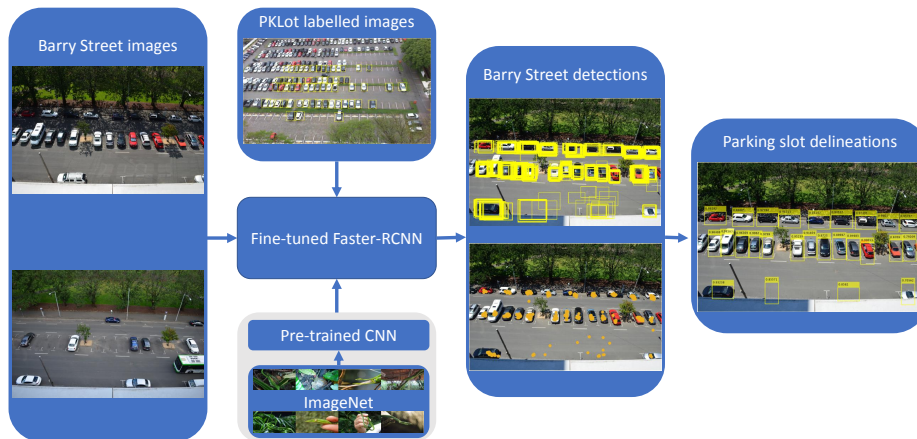 Barry Street images
PKLot labelled images
Fine-tuned Faster-RCNN
Pre-trained CNN
ImageNet
Barry Street detections
Parking slot delineations